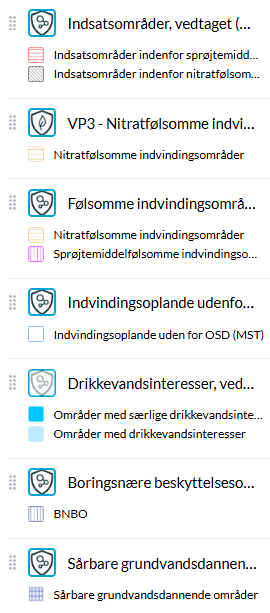 Indsatsområder, vedtaget (...
Indsatsområder indenfor sprøjtemidd...
Indsatsområder indenfor nitratfølsom...
VP3 - Nitratfølsomme indvi...
Nitratfølsomme indvindingsområder
Følsomme indvindingsområ...
Nitratfølsomme indvindingsområder
Sprøjtemiddelfølsomme indvindingso...
Indvindingsoplande udenfo...
Indvindingsoplande uden for OSD (MST)
Drikkevandsinteresser, ved...
Områder med særlige drikkevandsinte...
Områder med drikkevandsinteresser
Boringsnære beskyttelseso...
BNBO
Sårbare grundvandsdannen...
Sårbare grundvandsdannende områder